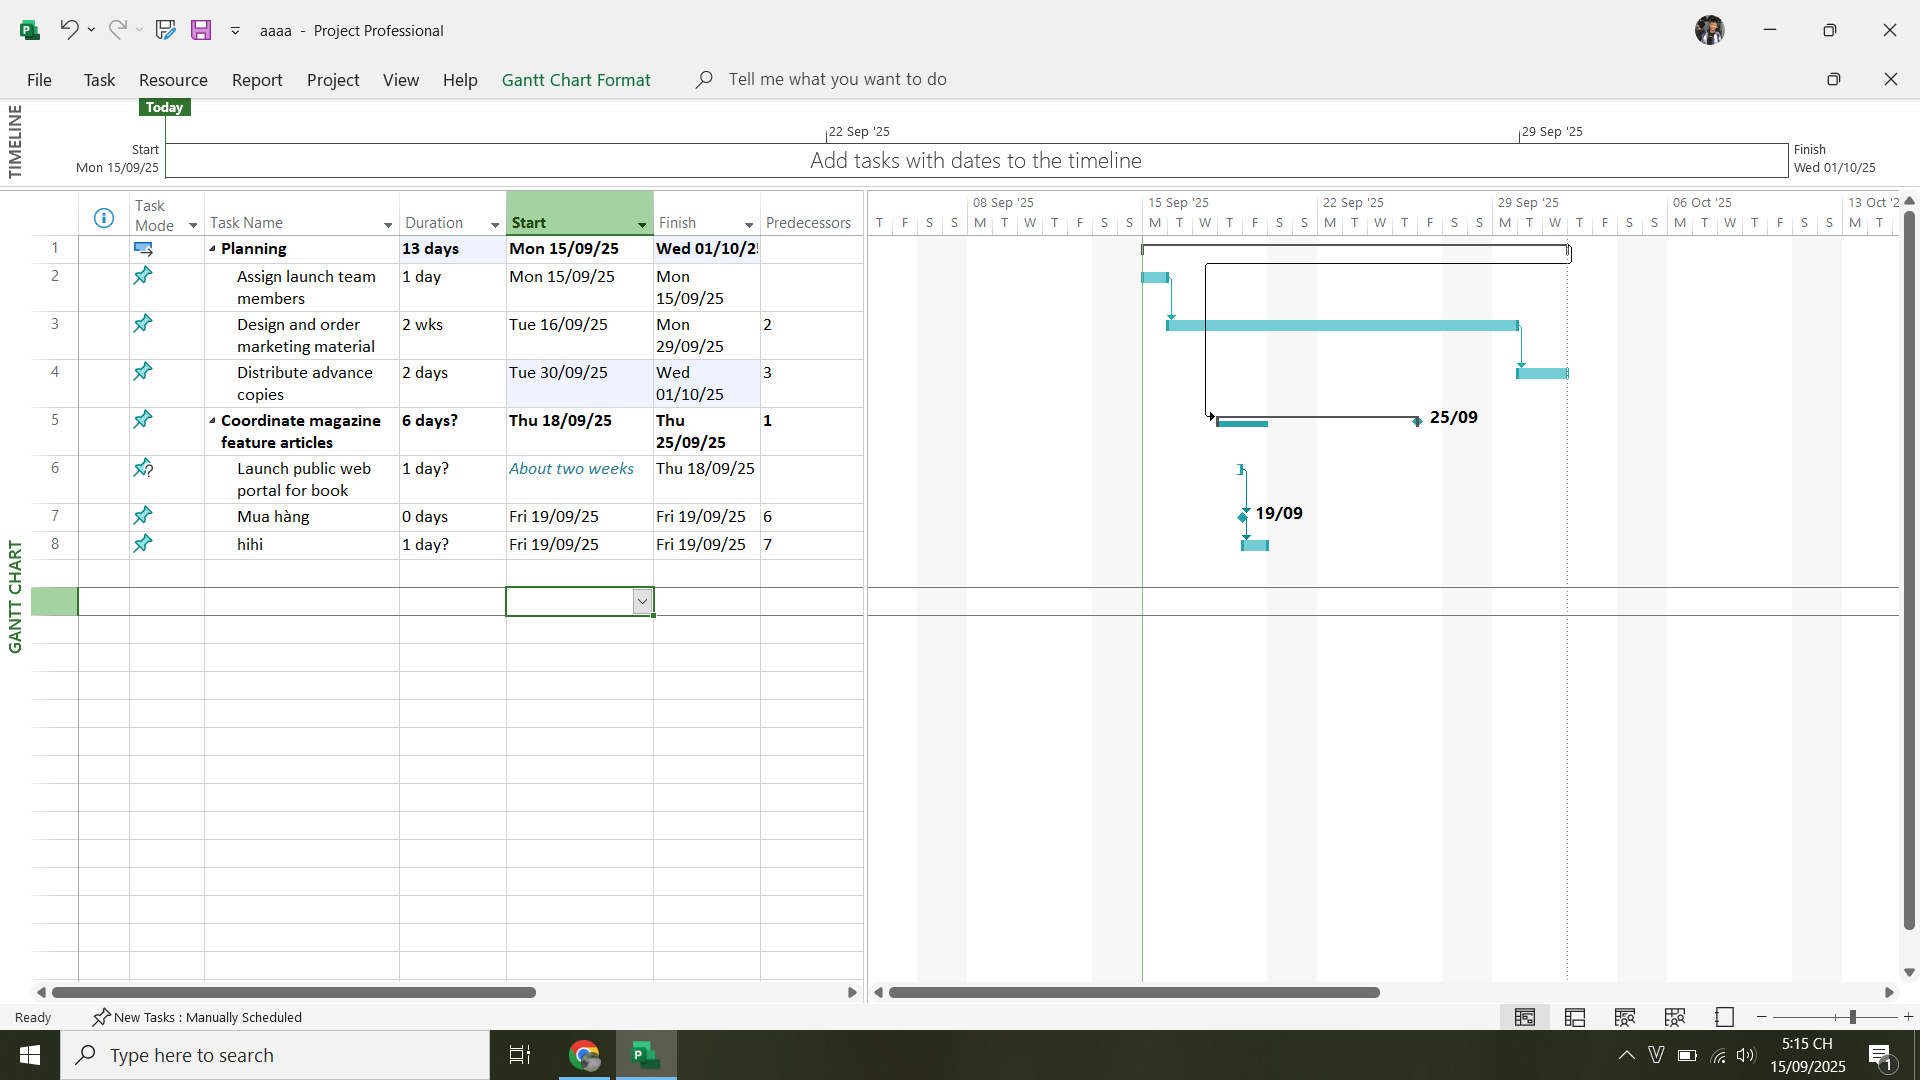 aaaa - Project Professional
File Task Resource Report Project View Help Gantt Chart Format Tell me what you want to do
TIMELINE
Today
22 Sep '25 29 Sep '25
Start
Mon 15/09/25
Add tasks with dates to the timeline
Finish
Wed 01/10/25
GANTT CHART
Task Mode Task Name Duration Start Finish Predecessors
1 Planning 13 days Mon 15/09/25 Wed 01/10/25
2 Assign launch team members 1 day Mon 15/09/25 Mon 15/09/25
3 Design and order marketing material 2 wks Tue 16/09/25 Mon 29/09/25 2
4 Distribute advance copies 2 days Tue 30/09/25 Wed 01/10/25 3
5 Coordinate magazine feature articles 6 days? Thu 18/09/25 Thu 25/09/25 1
6 Launch public web portal for book 1 day? About two weeks Thu 18/09/25
7 Mua hàng 0 days Fri 19/09/25 Fri 19/09/25 6
8 hihi 1 day? Fri 19/09/25 Fri 19/09/25 7
08 Sep '25 15 Sep '25 22 Sep '25 29 Sep '25 06 Oct '25 13 Oct '2
T F S S M T W T F S S M T W T F S S M T W T F S S M T W T F S S M T W T F S S M T
25/09
19/09
Ready New Tasks : Manually Scheduled
Type here to search
5:15 CH
15/09/2025
1